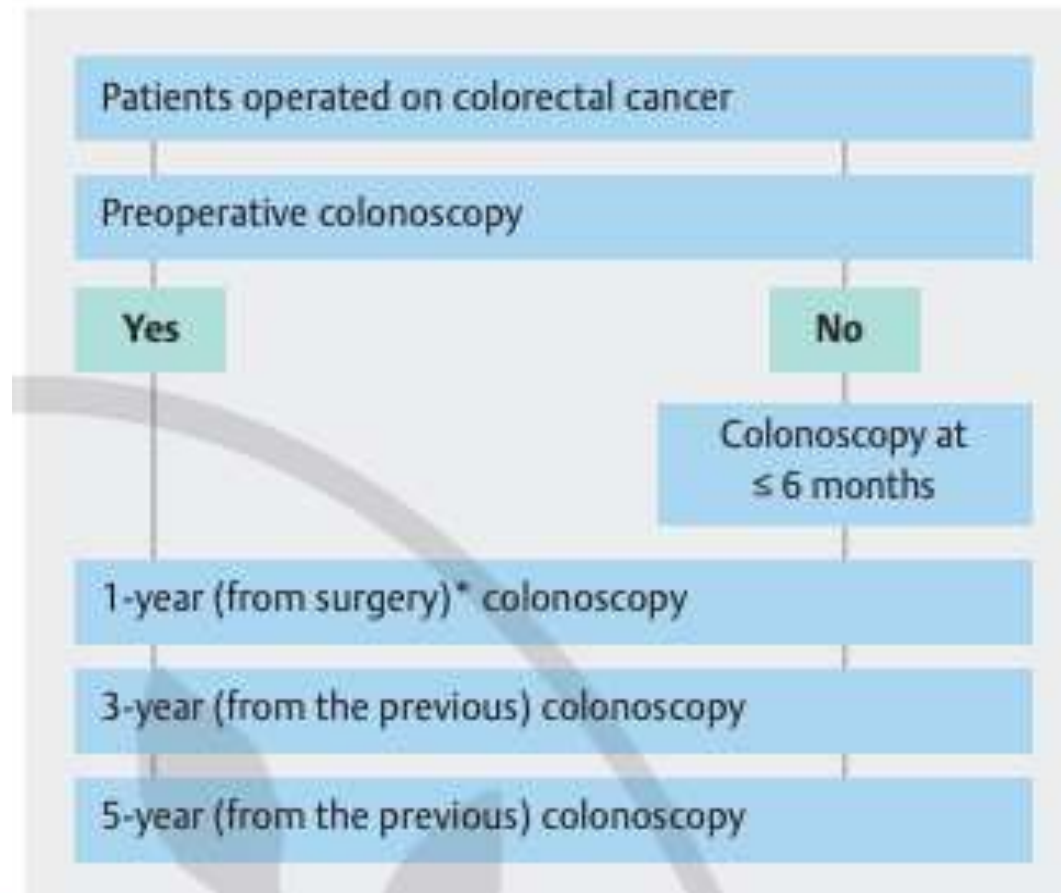 Patients operated on colorectal cancer
Preoperative colonoscopy
Yes
No
Colonoscopy at
≤ 6 months
1-year (from surgery)* colonoscopy
3-year (from the previous) colonoscopy
5-year (from the previous) colonoscopy